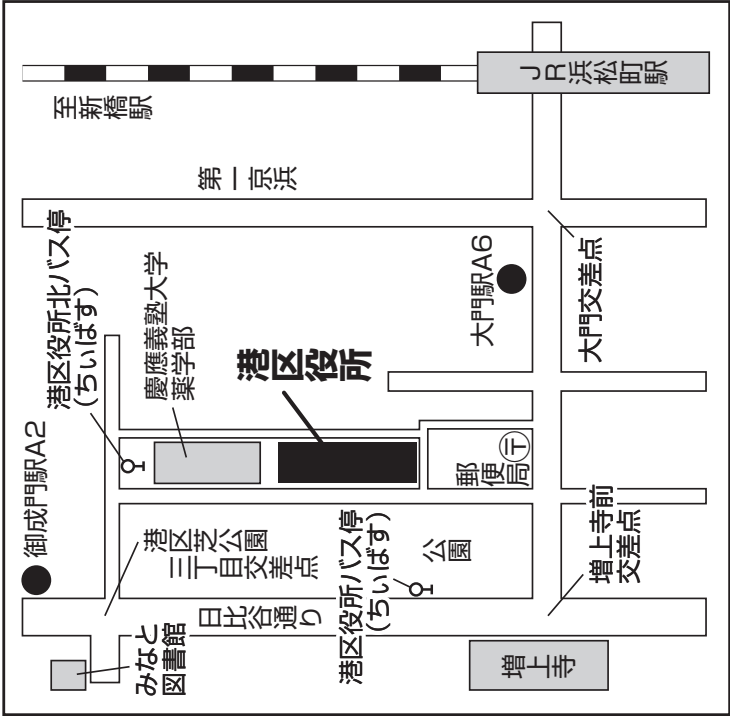 JR浜松町駅
至新橋駅
第一京浜
大門交差点
大門駅A6
港区役所北バス停
(ちぃばす)
慶應義塾大学
薬学部
港区役所
御成門駅A2
郵便局
〒
港区芝公園
三丁目交差点
公園
増上寺前
交差点
港区役所バス停
(ちぃばす)
日比谷通り
みなと
図書館
増上寺